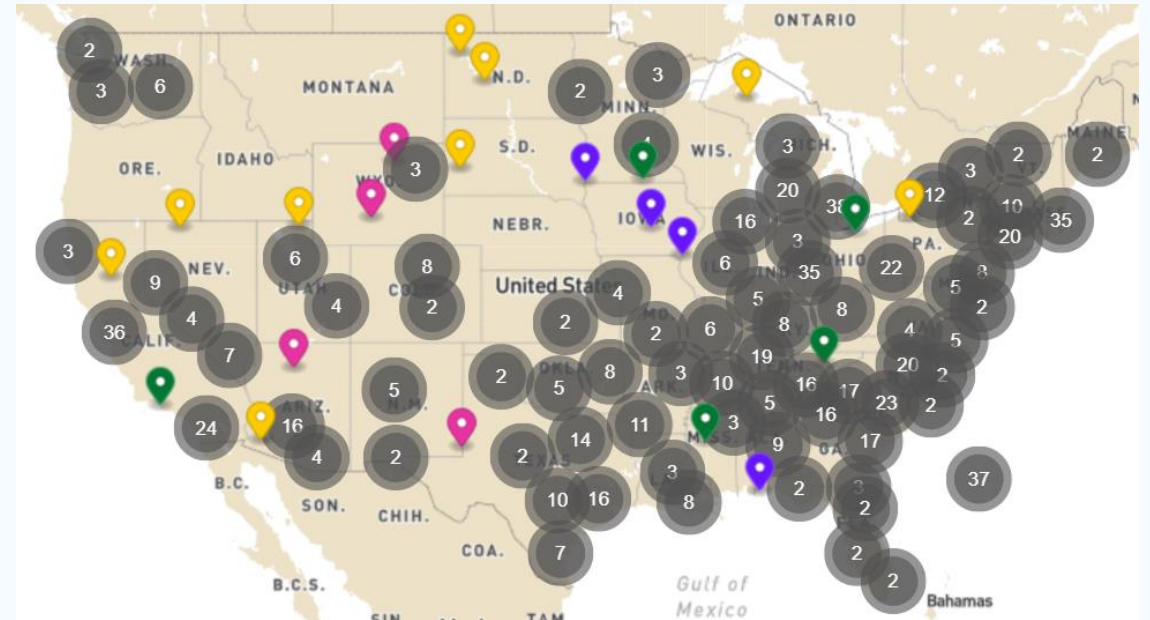 ONTARIO
2
WASH.
3
6
MONTANA
N.D.
2
3
MINN.
MAINE
ORE.
IDAHO
3
S.D.
4
WIS.
3
2
2
3
12
20
38
10
35
16
2
20
3
IOWA
NEBR.
PA.
3
NEV.
6
8
6
35
OHIO
22
8
9
UTAH
COLO.
United States
4
5
5
2
4
2
2
8
8
36
4
MO.
2
6
4
5
CALIF.
7
19
20
2
5
N.M.
2
OKLA.
5
8
3
ARK.
10
16
17
23
2
24
ARIZ.
16
5
16
11
3
MISS.
14
9
GA.
17
4
2
2
TEXAS
3
2
3
37
B.C.
SON.
CHIH.
10
16
8
2
COA.
7
2
B.C.S.
2
Gulf of
Mexico
Bahamas
SIN.
TAM.